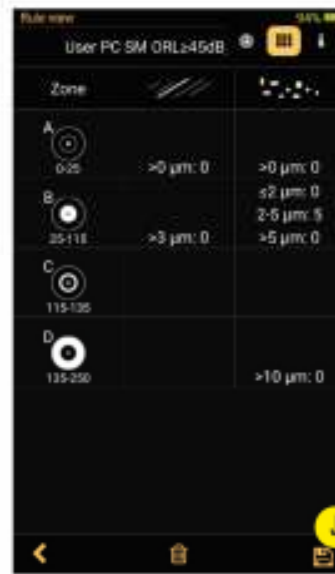 Rule view 94%
User PC SM ORL≥45dB
Zone
A
0-25 >0 µm: 0 >0 µm: 0
≤2 µm: 0
B 2-5 µm: 5
25-115 >3 µm: 0 >5 µm: 0
C
115-135
D
135-250 >10 µm: 0